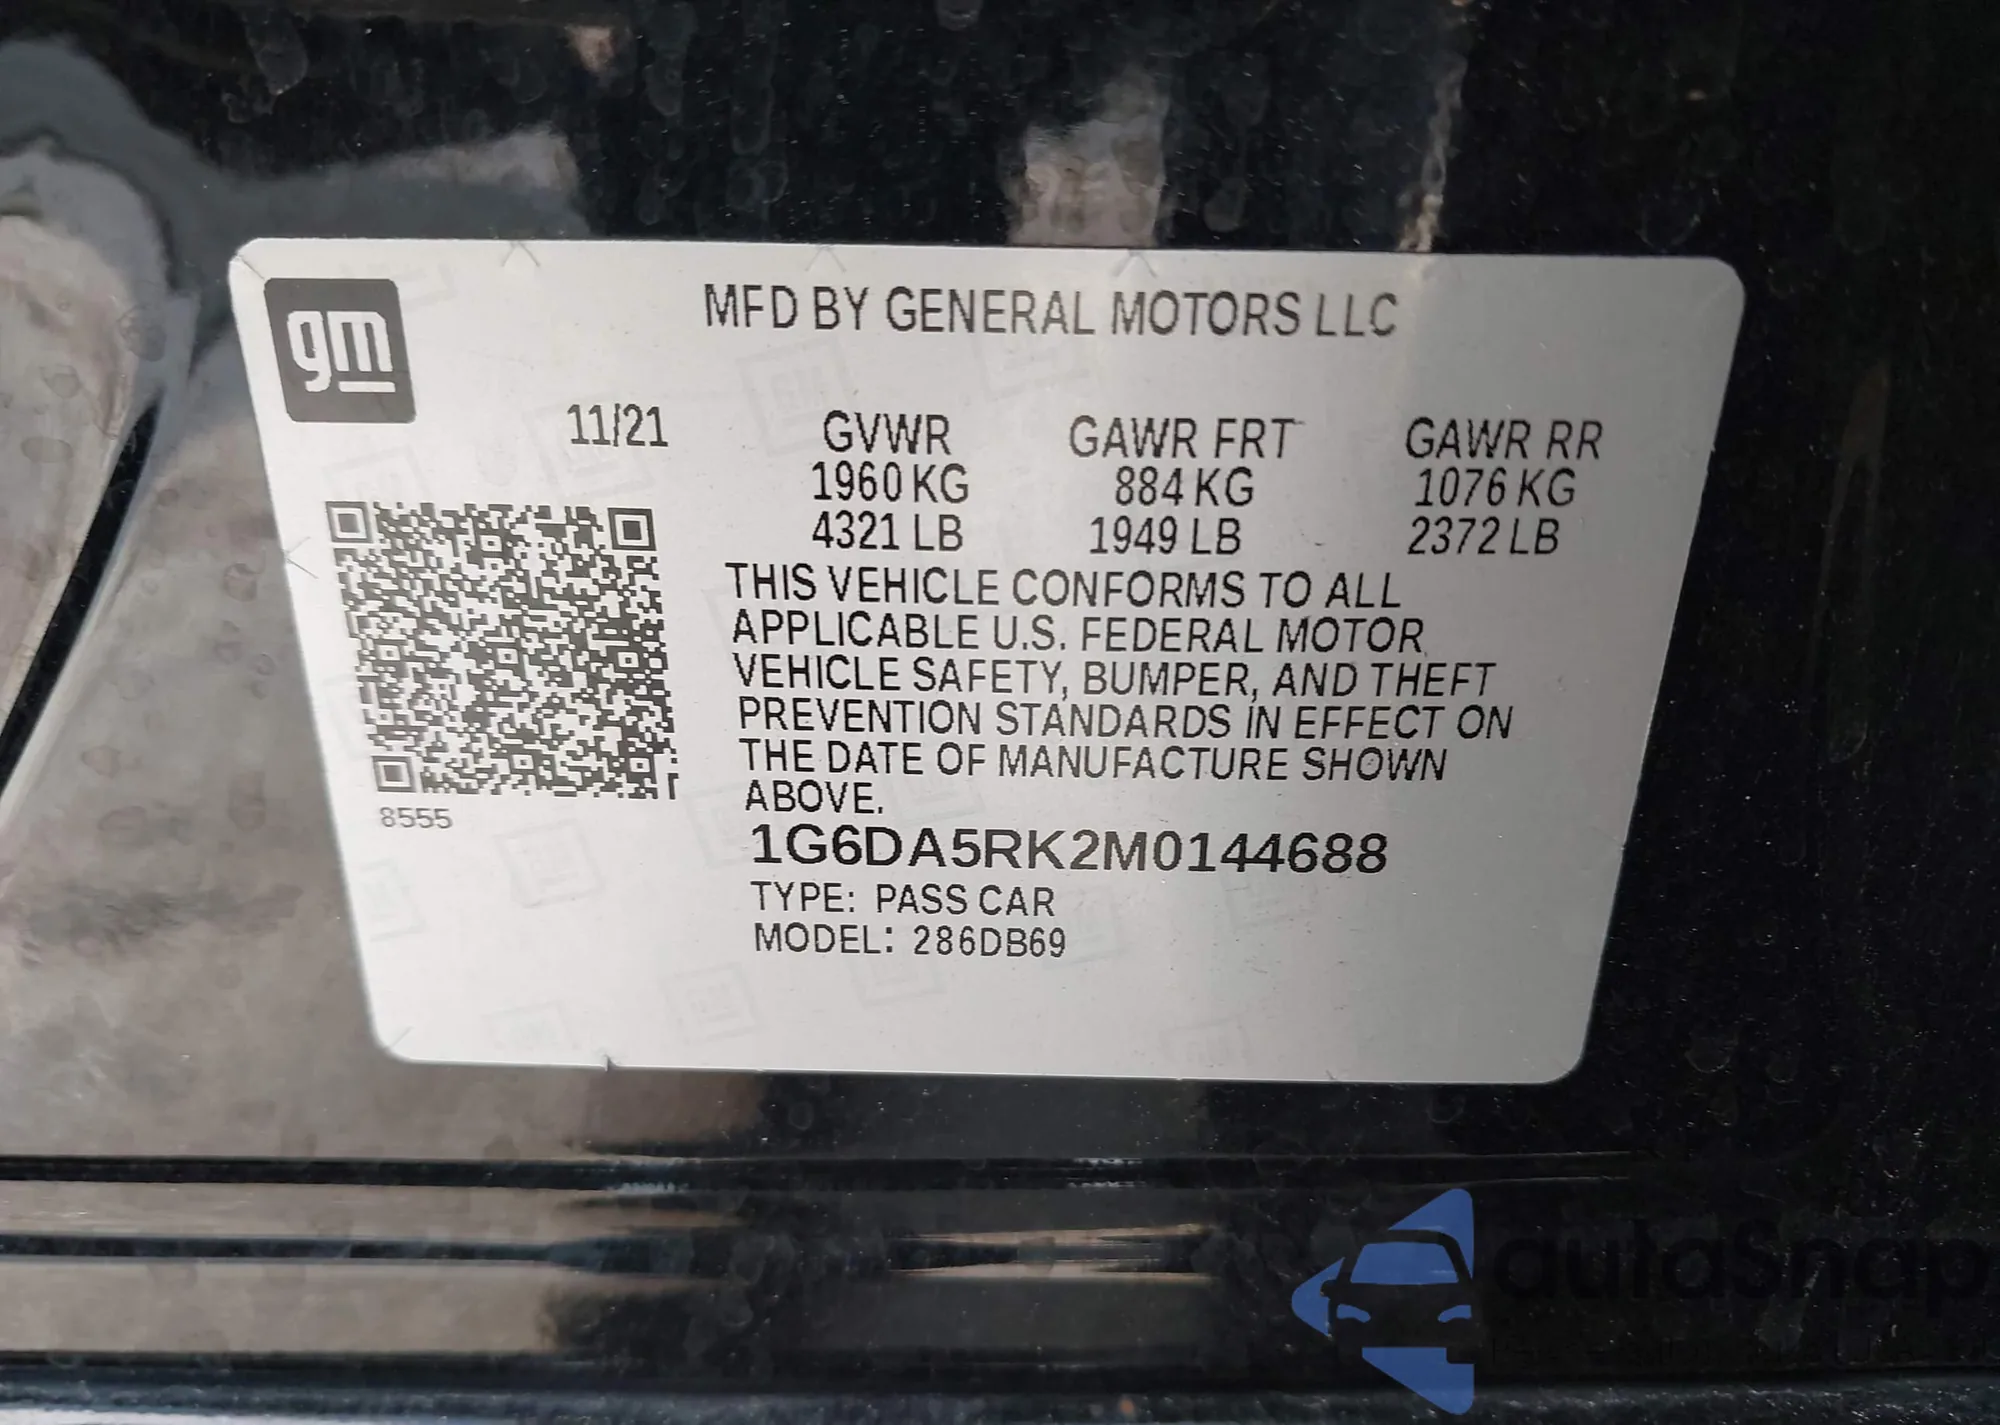 gm
MFD BY GENERAL MOTORS LLC
11/21
GVWR GAWR FRT GAWR RR
1960 KG 884 KG 1076 KG
4321 LB 1949 LB 2372 LB
THIS VEHICLE CONFORMS TO ALL
APPLICABLE U.S. FEDERAL MOTOR
VEHICLE SAFETY, BUMPER, AND THEFT
PREVENTION STANDARDS IN EFFECT ON
THE DATE OF MANUFACTURE SHOWN
ABOVE.
8555
1G6DA5RK2M0144688
TYPE: PASS CAR
MODEL: 286DB69
autoSnap